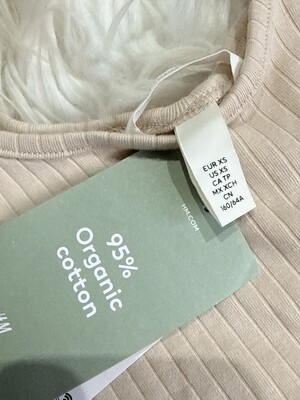 EUR XS
US XS
CA TP
MX XCH
CN
160/84A
HM.COM
95%
Organic
cotton